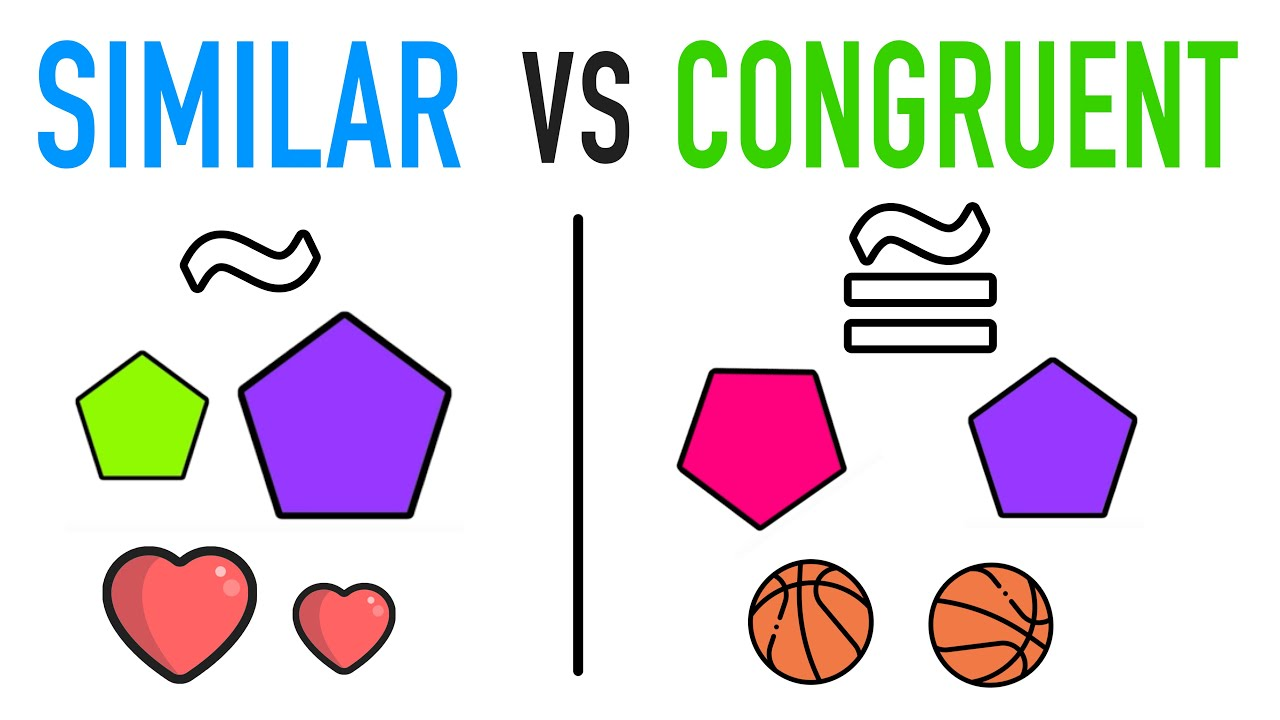 SIMILAR VS CONGRUENT
~ ≅